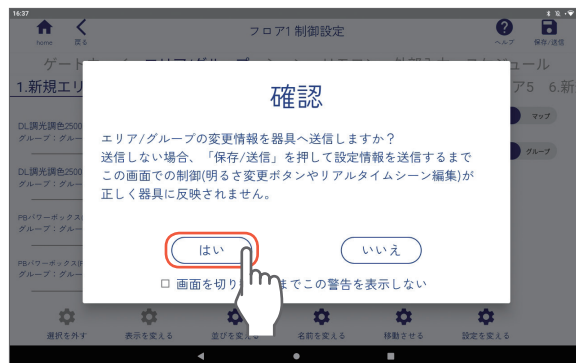 16:37
home
戻る
フロア1 制御設定
ヘルプ
保存/送信
1.新規エリ
ア5 6.新
DL調光調色2500
グループ：グルー
マップ
DL調光調色2500
グループ：グルー
グループ
PBパワーボックス
グループ：グルー
PBパワーボックス(P
グループ：グルー
確認
エリア/グループの変更情報を器具へ送信しますか？
送信しない場合、「保存/送信」を押して設定情報を送信するまで
この画面での制御(明るさ変更ボタンやリアルタイムシーン編集)が
正しく器具に反映されません。
はい
いいえ
画面を切り
までこの警告を表示しない
選択を外す
表示を変える
並びを変える
名前を変える
移動させる
設定を変える